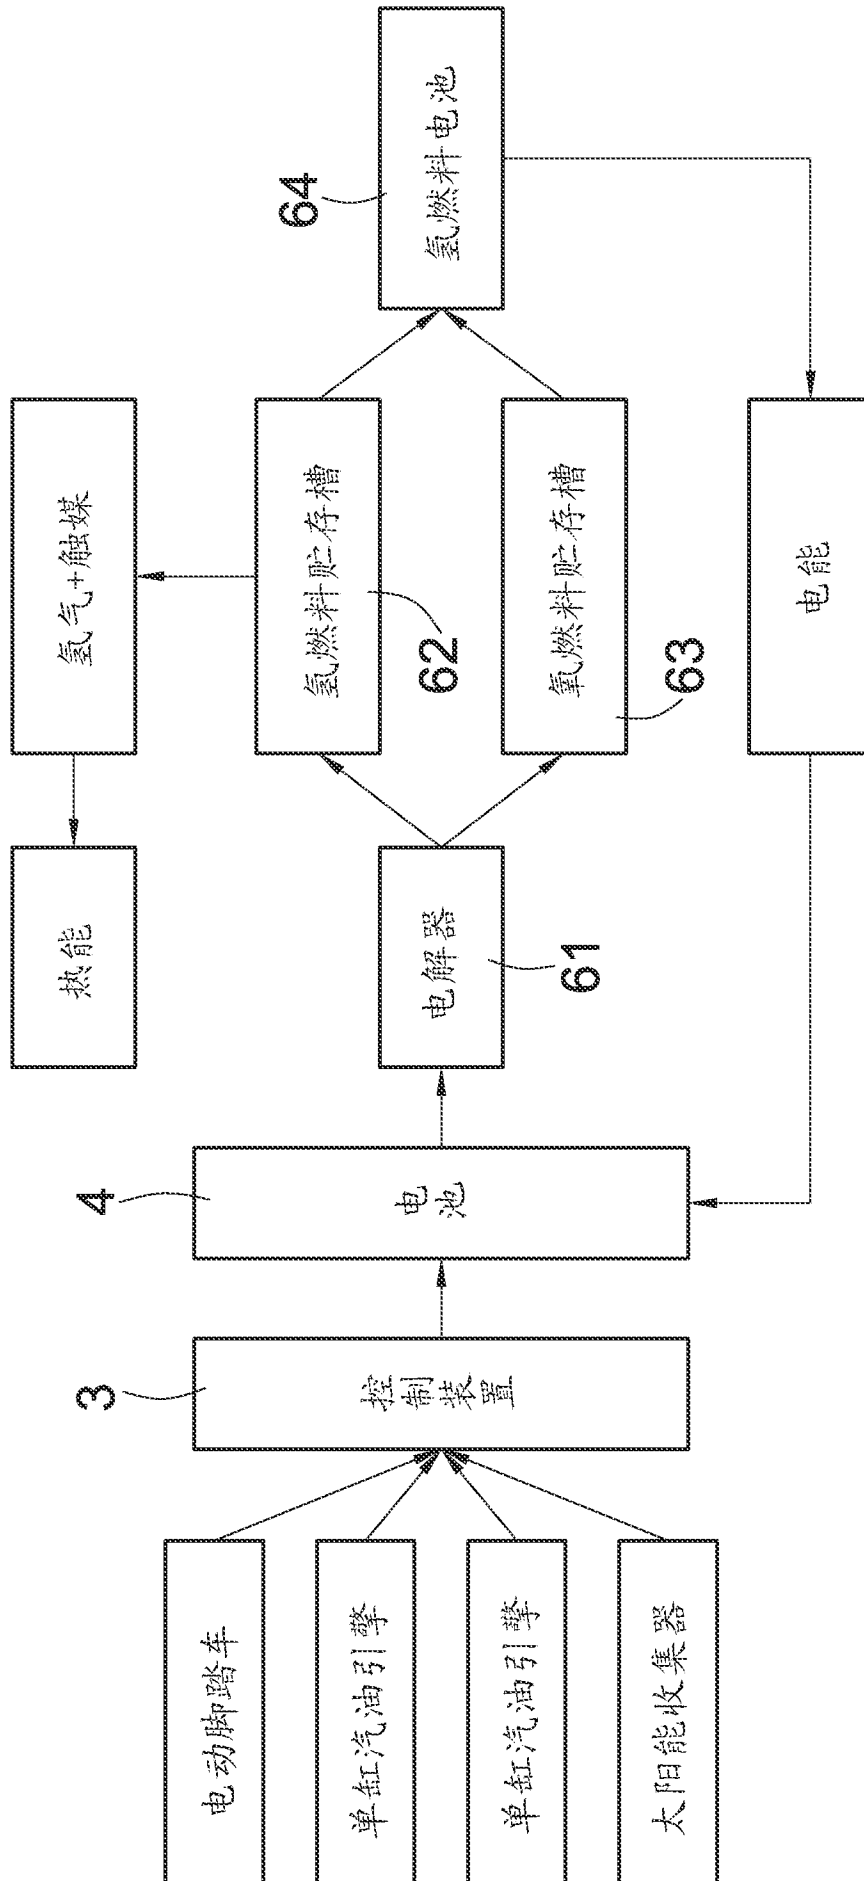 电动脚踏车
单缸汽油引擎
单缸汽油引擎
太阳能收集器
3
控制装置
4
电池
热能
电解器
61
氢气+触媒
氢燃料贮存槽
62
氧燃料贮存槽
63
电能
64
氢燃料电池